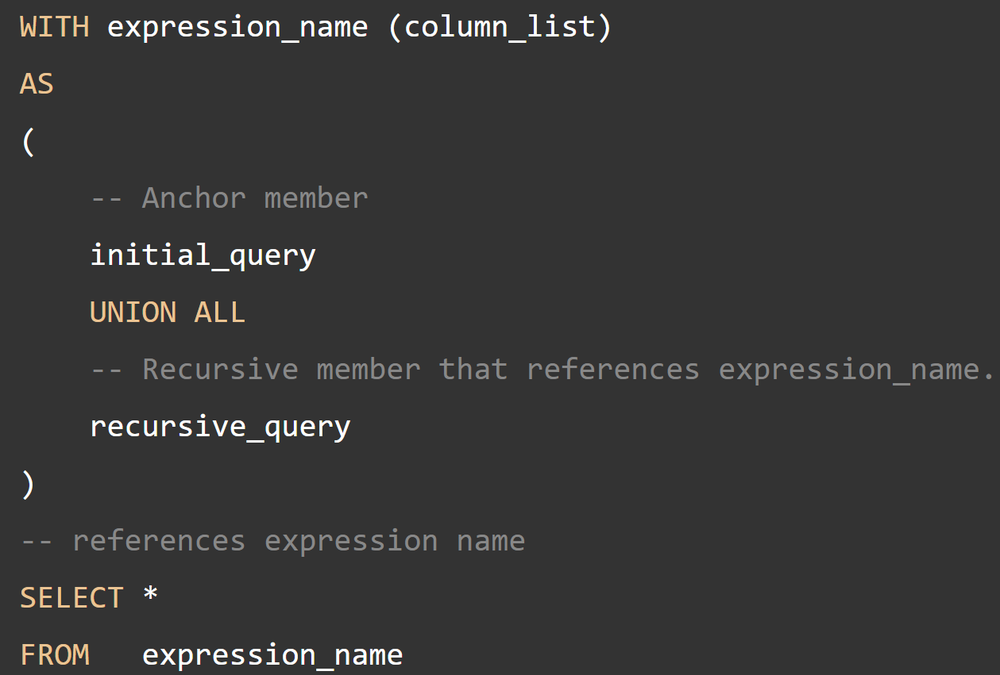 WITH expression_name (column_list)
AS
(
    -- Anchor member
    initial_query
    UNION ALL
    -- Recursive member that references expression_name.
    recursive_query
)
-- references expression name
SELECT *
FROM   expression_name